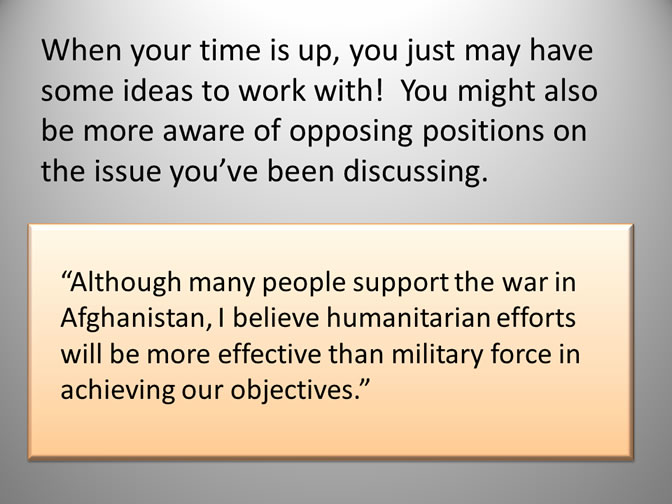 When your time is up, you just may have
some ideas to work with!  You might also
be more aware of opposing positions on
the issue you’ve been discussing.
“Although many people support the war in
Afghanistan, I believe humanitarian efforts
will be more effective than military force in
achieving our objectives.”